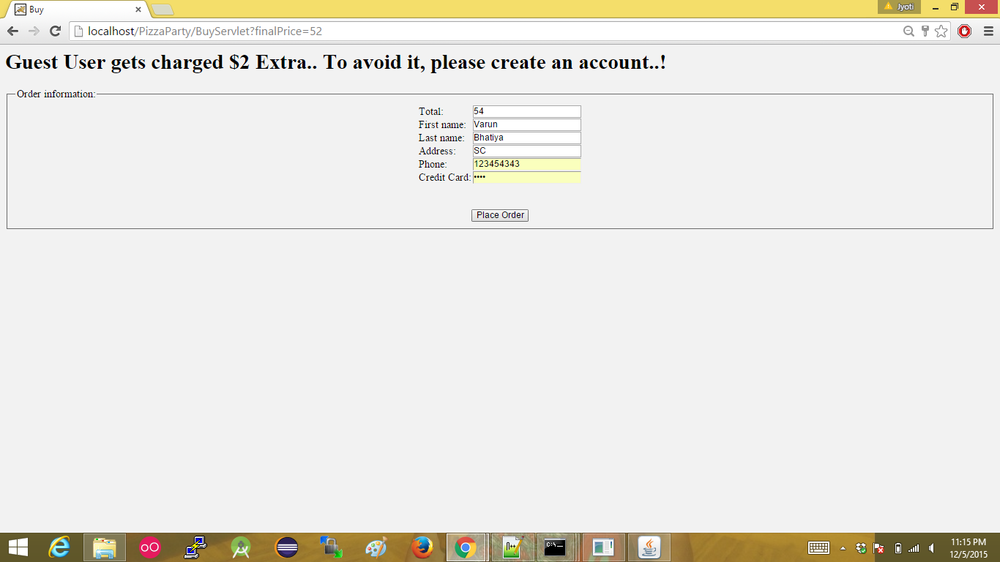 Buy
Jyoti
localhost/PizzaParty/BuyServlet?finalPrice=52
Guest User gets charged $2 Extra.. To avoid it, please create an account..!
Order information:
Total: 54
First name: Varun
Last name: Bhatiya
Address: SC
Phone: 123454343
Credit Card: ••••
Place Order
11:15 PM
12/5/2015